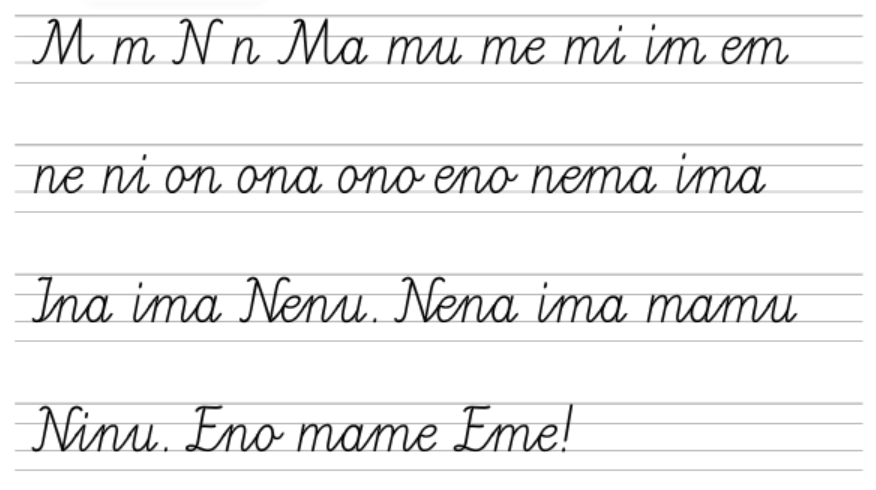 M m N n Ma mu me mi im em
ne ni on ona ono eno nema ima
Ina ima Nenu. Nena ima mamu
Ninu. Eno mame Eme!